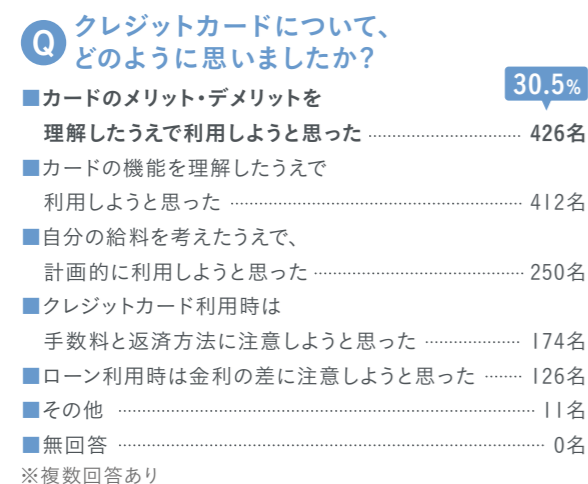 Q クレジットカードについて、
どのように思いましたか？
30.5%
■カードのメリット・デメリットを
理解したうえで利用しようと思った 426名
■カードの機能を理解したうえで
利用しようと思った 412名
■自分の給料を考えたうえで、
計画的に利用しようと思った 250名
■クレジットカード利用時は
手数料と返済方法に注意しようと思った 174名
■ローン利用時は金利の差に注意しようと思った 126名
■その他 11名
■無回答 0名
※複数回答あり